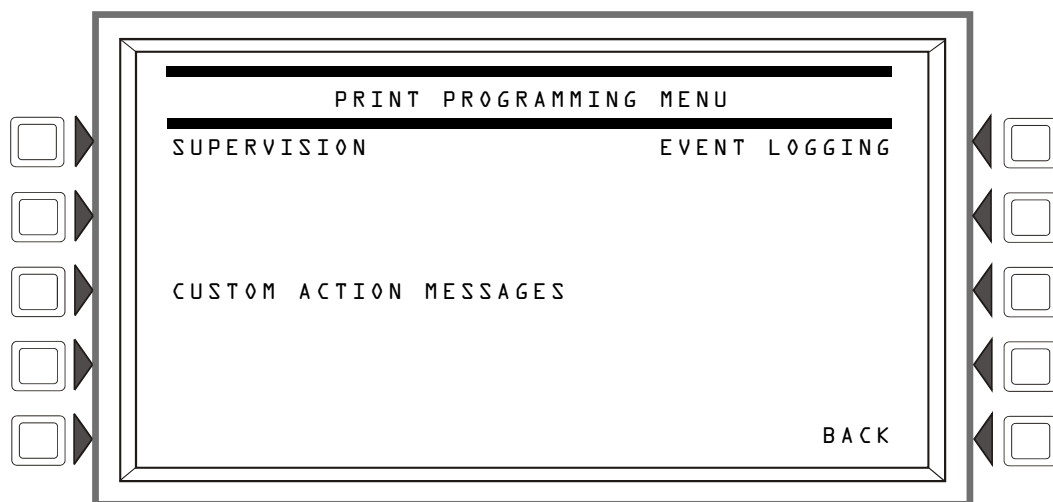 PRINT PROGRAMMING MENU
SUPERVISION EVENT LOGGING
CUSTOM ACTION MESSAGES
BACK